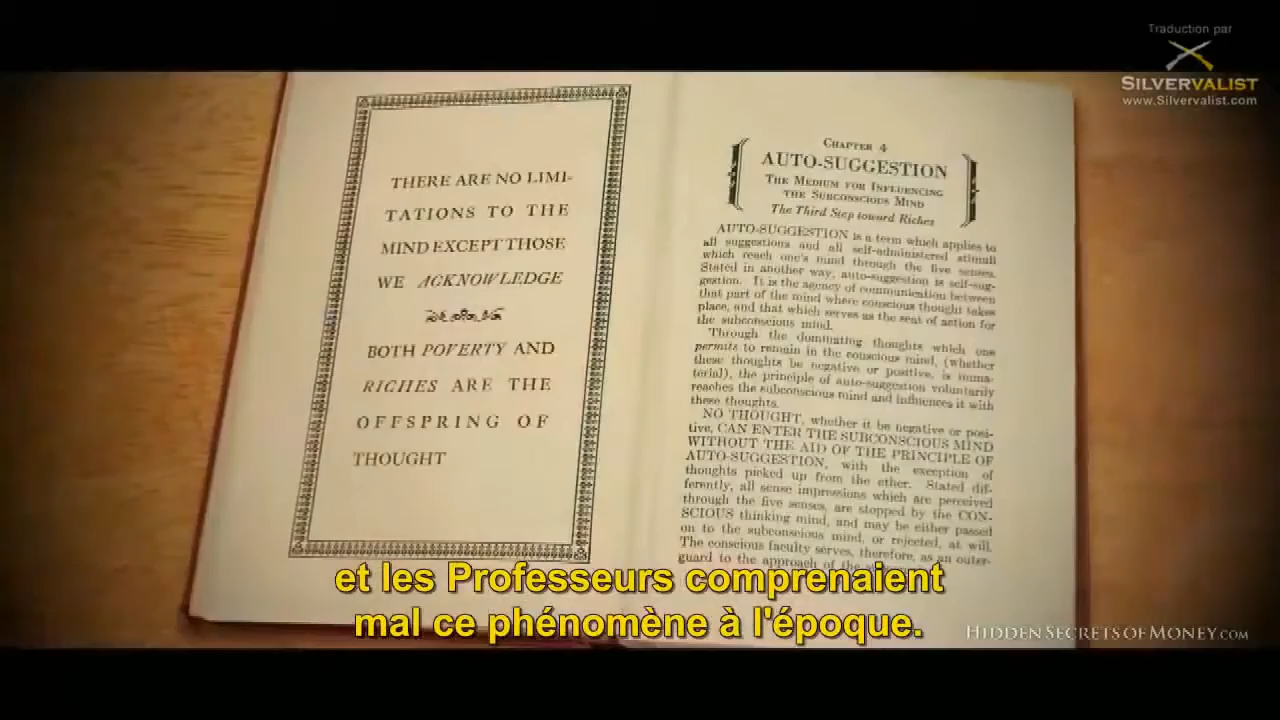 Traduction par
SILVERVALIST
www.Silvervalist.com
THERE ARE NO LIMI-
TATIONS TO THE
MIND EXCEPT THOSE
WE ACKNOWLEDGE
BOTH POVERTY AND
RICHES ARE THE
OFFSPRING OF
THOUGHT
CHAPTER 4
AUTO-SUGGESTION
THE MEDIUM FOR INFLUENCING
THE SUBCONSCIOUS MIND
The Third Step toward Riches
AUTO-SUGGESTION is a term which applies to
all suggestions and all self-administered stimuli
which reach one's mind through the five senses.
Stated in another way, auto-suggestion is self-sug-
gestion. It is the agency of communication between
that part of the mind where conscious thought takes
place, and that which serves as the seat of action for
the subconscious mind.
Through the dominating thoughts which one
permits to remain in the conscious mind, (whether
these thoughts be negative or positive, is imma-
terial), the principle of auto-suggestion voluntarily
reaches the subconscious mind and influences it with
these thoughts.
NO THOUGHT, whether it be negative or posi-
tive, CAN ENTER THE SUBCONSCIOUS MIND
WITHOUT THE AID OF THE PRINCIPLE OF
AUTO-SUGGESTION, with the exception of
thoughts picked up from the ether. Stated dif-
ferently, all sense impressions which are perceived
through the five senses, are stopped by the CON-
SCIOUS thinking mind, and may be either passed
on to the subconscious mind, or rejected, at will.
The conscious faculty serves, therefore, as an outer-
guard to the approach of the
et les Professeurs comprenaient
mal ce phénomène à l'époque.
HIDDENSECRETSOFMONEY.COM